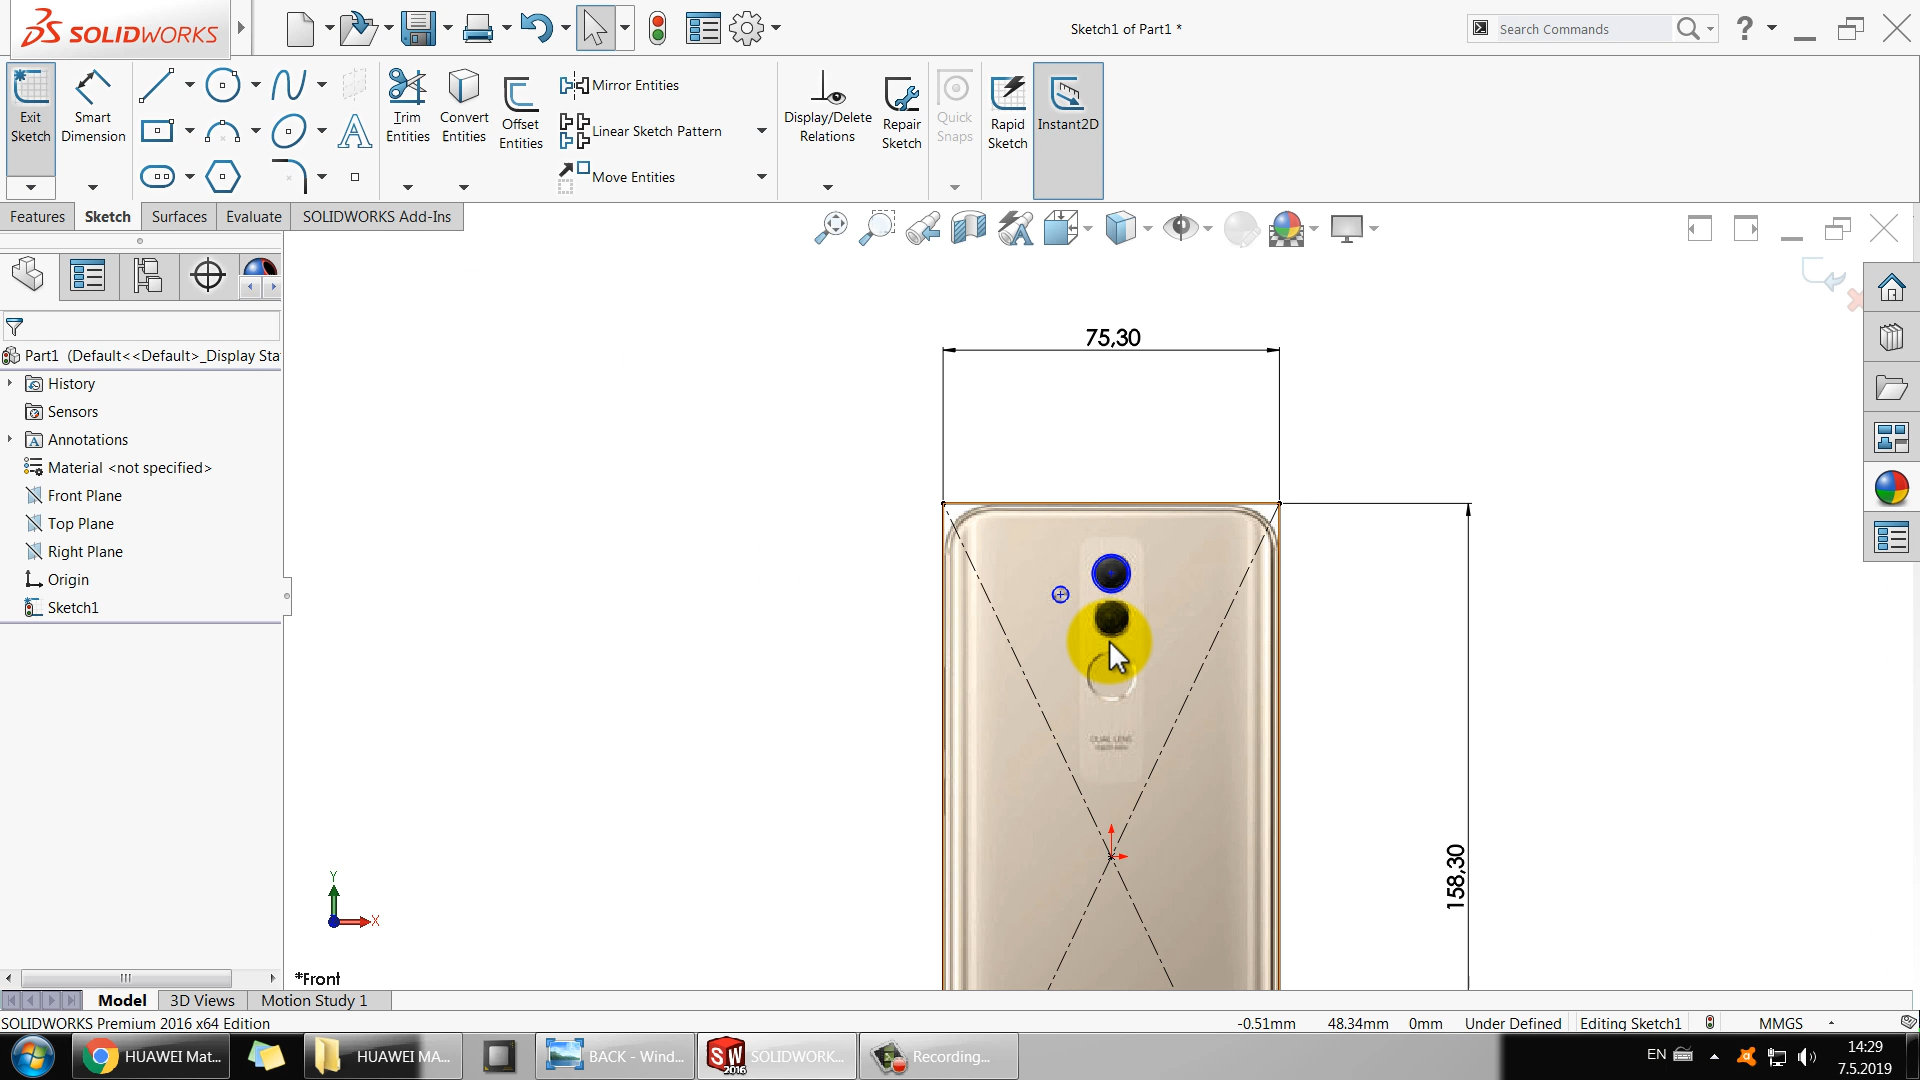 SOLIDWORKS
Sketch1 of Part1 *
Search Commands
Exit Sketch
Smart Dimension
Trim Entities
Convert Entities
Offset Entities
Mirror Entities
Linear Sketch Pattern
Move Entities
Display/Delete Relations
Repair Sketch
Quick Snaps
Rapid Sketch
Instant2D
Features
Sketch
Surfaces
Evaluate
SOLIDWORKS Add-Ins
Part1 (Default<<Default>_Display Sta
History
Sensors
Annotations
Material <not specified>
Front Plane
Top Plane
Right Plane
Origin
Sketch1
75,30
158,30
DUAL LENS
Y
X
*Front
Model
3D Views
Motion Study 1
SOLIDWORKS Premium 2016 x64 Edition
-0.51mm
48.34mm
0mm
Under Defined
Editing Sketch1
MMGS
HUAWEI Mat...
HUAWEI MA...
BACK - Wind...
SW 2016
SOLIDWORK...
Recording...
EN
14:29
7.5.2019